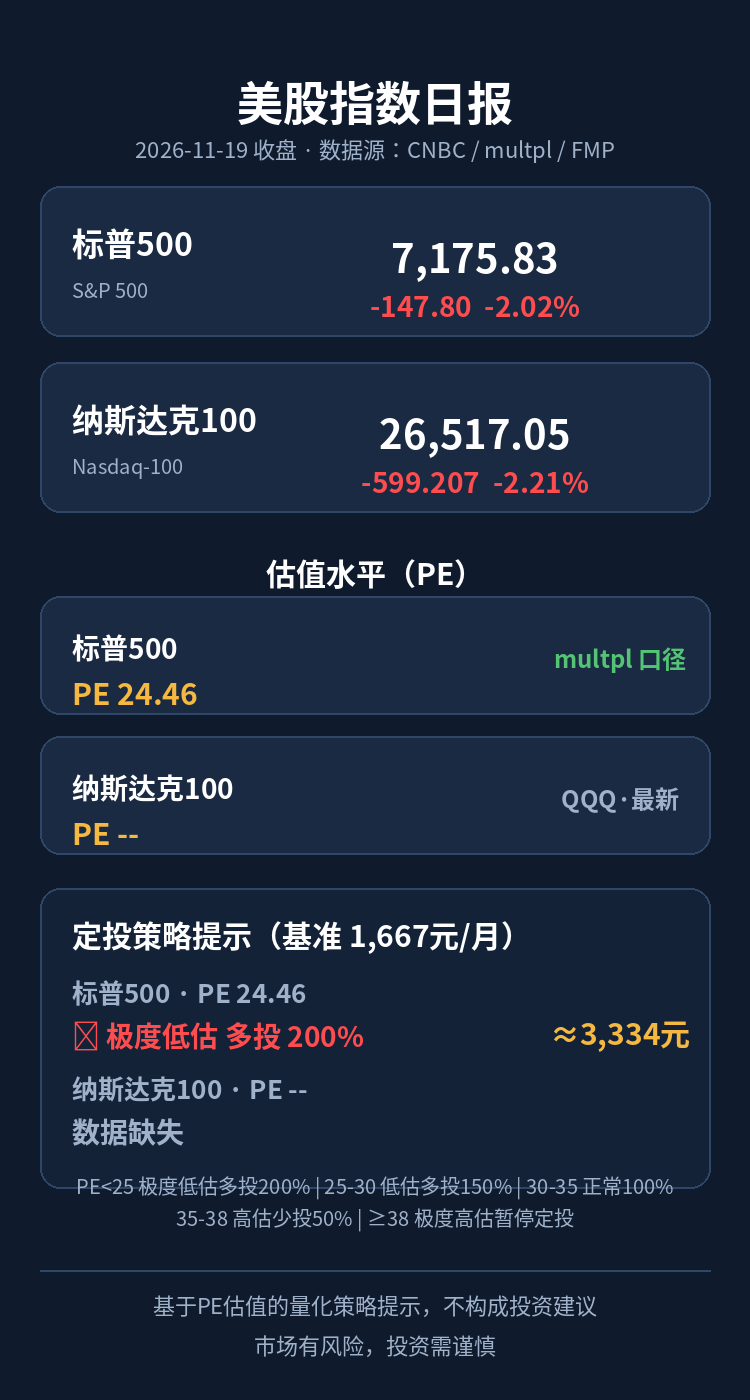 美股指数日报
2026-11-19 收盘 · 数据源：CNBC / multpl / FMP
标普500
S&P 500
7,175.83
-147.80 -2.02%
纳斯达克100
Nasdaq-100
26,517.05
-599.207 -2.21%
估值水平（PE）
标普500
PE 24.46
multpl 口径
纳斯达克100
PE --
QQQ·最新
定投策略提示（基准 1,667元/月）
标普500 · PE 24.46
极度低估 多投 200%
≈3,334元
纳斯达克100 · PE --
数据缺失
PE<25 极度低估多投200% | 25-30 低估多投150% | 30-35 正常100%
35-38 高估少投50% | ≥38 极度高估暂停定投
基于PE估值的量化策略提示，不构成投资建议
市场有风险，投资需谨慎